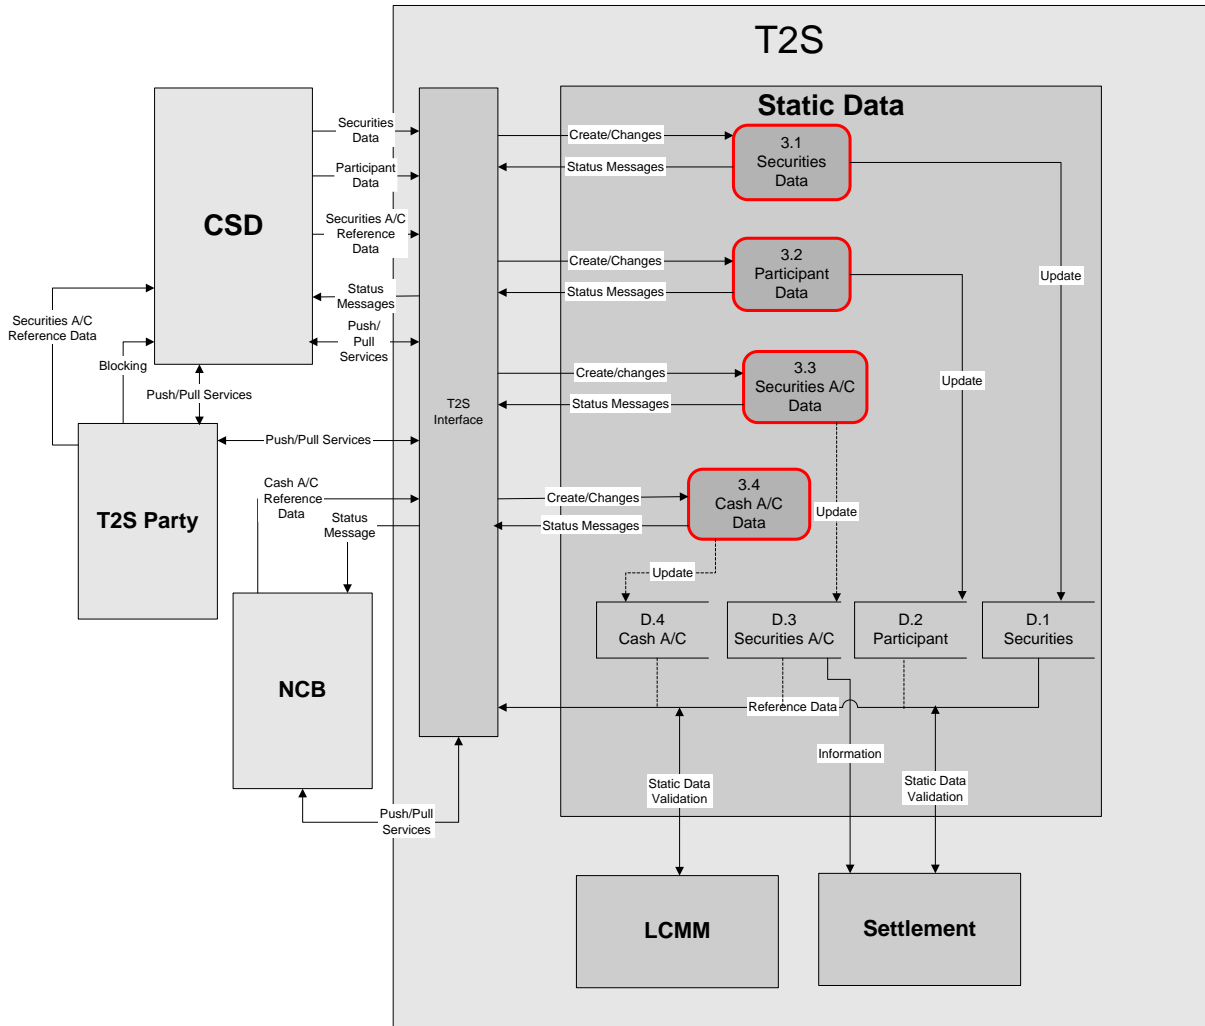 T2S
Static Data
CSD
Securities
Data
Participant
Data
Securities A/C
Reference
Data
Status
Messages
Push/
Pull
Services
Securities A/C
Reference Data
Blocking
Push/Pull Services
T2S Party
Push/Pull Services
Cash A/C
Reference
Data
Status
Message
NCB
Push/Pull
Services
T2S
Interface
Create/Changes
Status Messages
3.1
Securities
Data
Update
Create/Changes
Status Messages
3.2
Participant
Data
Update
Create/changes
Status Messages
3.3
Securities A/C
Data
Update
Create/Changes
Status Messages
3.4
Cash A/C
Data
Update
D.4
Cash A/C
D.3
Securities A/C
D.2
Participant
D.1
Securities
Reference Data
Static Data
Validation
Information
Static Data
Validation
LCMM
Settlement